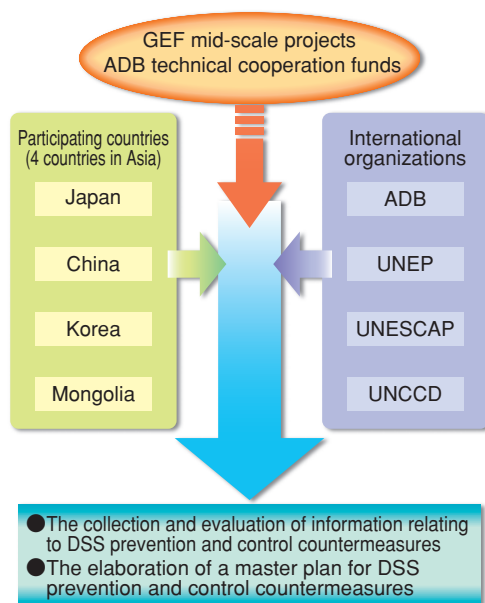 GEF mid-scale projects
ADB technical cooperation funds
Participating countries
(4 countries in Asia)
Japan
China
Korea
Mongolia
International
organizations
ADB
UNEP
UNESCAP
UNCCD
●The collection and evaluation of information relating
to DSS prevention and control countermeasures
●The elaboration of a master plan for DSS
prevention and control countermeasures